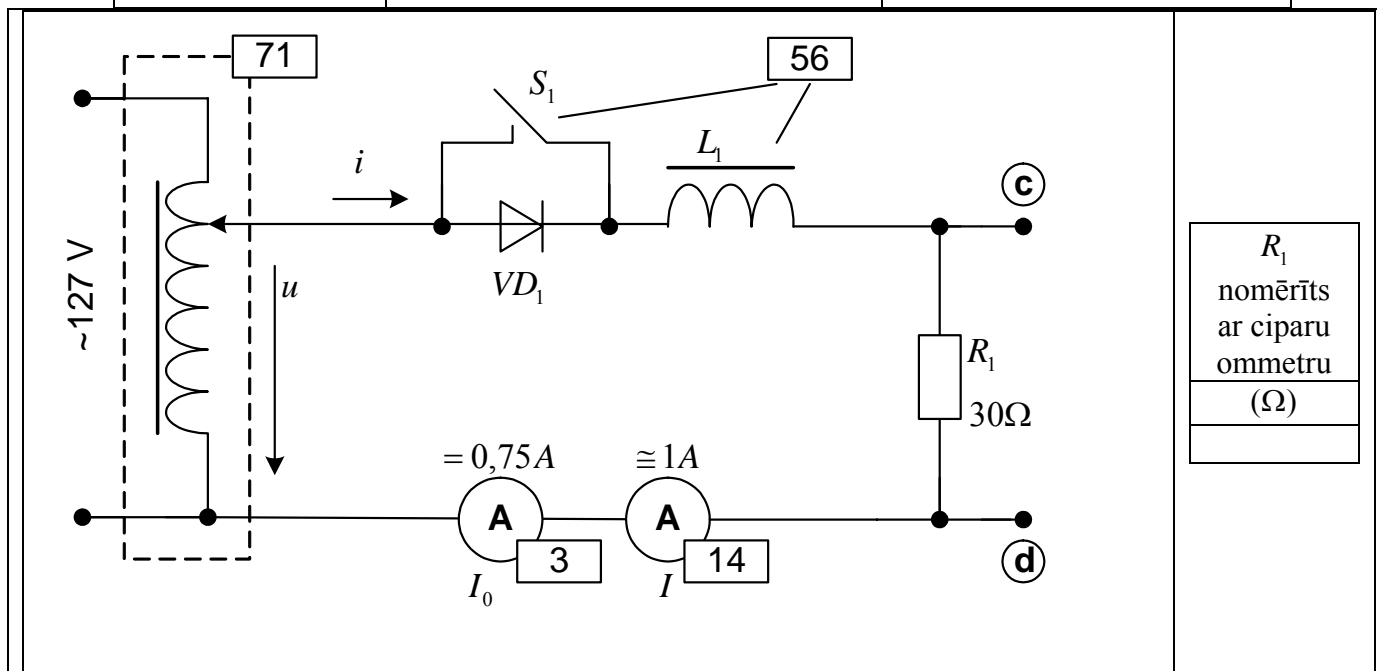 71
56
S₁
L₁
i
c
~127 V
u
VD₁
R₁
30Ω
= 0,75A
≅ 1A
A
3
I₀
A
14
I
d
R₁
nomērīts
ar ciparu
ommetru
(Ω)